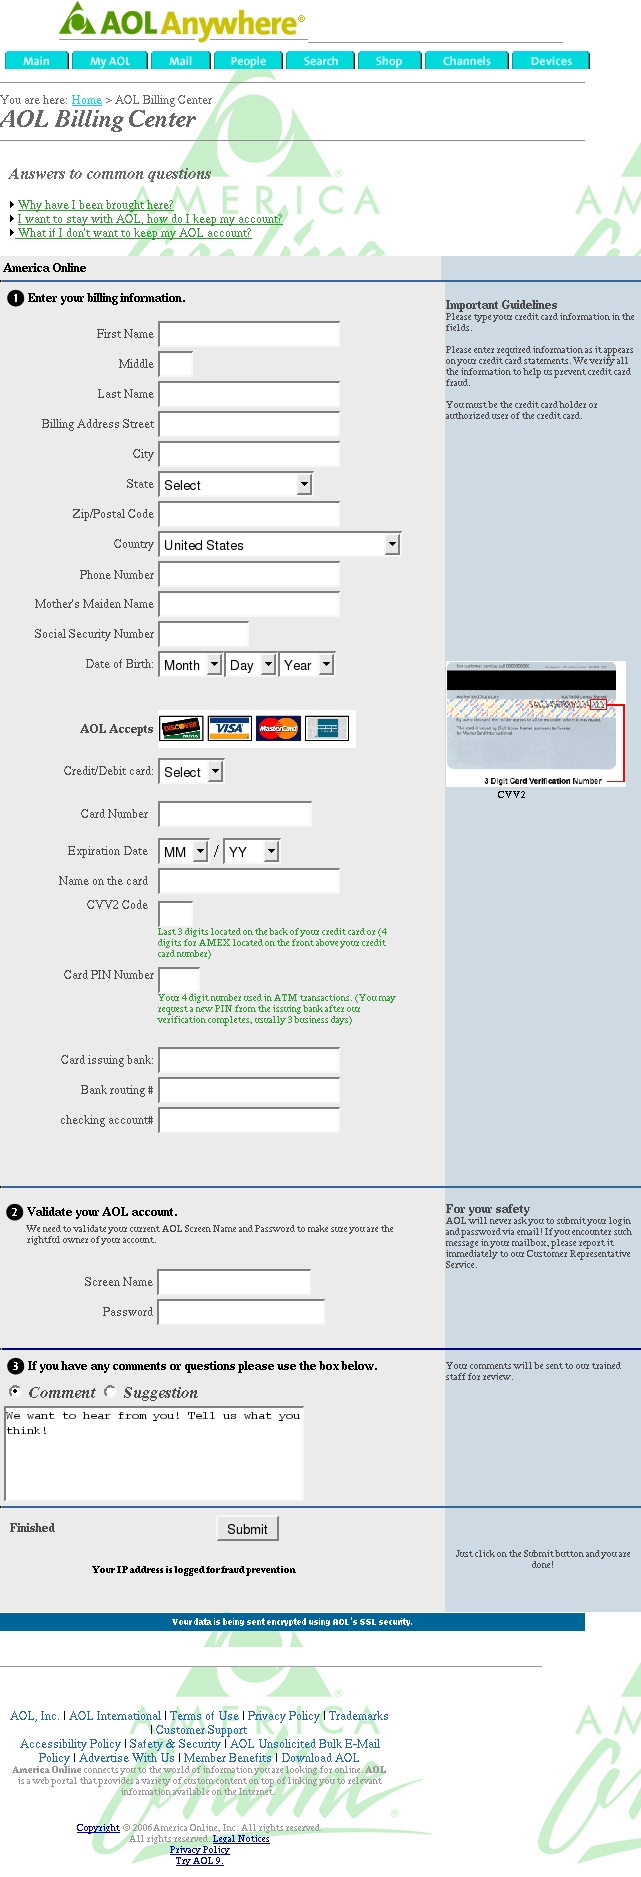 AOL Anywhere®
Main My AOL Mail People Search Shop Channels Devices
You are here: Home > AOL Billing Center
AOL Billing Center
Answers to common questions
Why have I been brought here?
I want to stay with AOL, how do I keep my account?
What if I don't want to keep my AOL account?
AMERICA
Online
America Online
1 Enter your billing information.
First Name
Middle
Last Name
Billing Address Street
City
State Select
Zip/Postal Code
Country United States
Phone Number
Mother's Maiden Name
Social Security Number
Date of Birth: Month Day Year
AOL Accepts DISCOVER VISA MasterCard
Credit/Debit card: Select
Card Number
Expiration Date MM / YY
Name on the card
CVV2 Code
Last 3 digits located on the back of your credit card or (4
digits for AMEX located on the front above your credit
card number)
Card PIN Number
Your 4 digit number used in ATM transactions. (You may
request a new PIN from the issuing bank after our
verification completes, usually 3 business days)
Card issuing bank:
Bank routing #
checking account#
Important Guidelines
Please type your credit card information in the
fields.
Please enter required information as it appears
on your credit card statements. We verify all
the information to help us prevent credit card
fraud.
You must be the credit card holder or
authorized user of the credit card.
3 Digit Card Verification Number
CVV2
2 Validate your AOL account.
We need to validate your current AOL Screen Name and Password to make sure you are the
rightful owner of your account.
Screen Name
Password
For your safety
AOL will never ask you to submit your login
and password via email! If you encounter such
message in your mailbox, please report it
immediately to our Customer Representative
Service.
3 If you have any comments or questions please use the box below.
Comment Suggestion
We want to hear from you! Tell us what you
think!
Your comments will be sent to our trained
staff for review.
Finished Submit
Your IP address is logged for fraud prevention
Just click on the Submit button and you are
done!
Your data is being sent encrypted using AOL's SSL security.
AOL, Inc. | AOL International | Terms of Use | Privacy Policy | Trademarks
| Customer Support
Accessibility Policy | Safety & Security | AOL Unsolicited Bulk E-Mail
Policy | Advertise With Us | Member Benefits | Download AOL
America Online connects you to the world of information you are looking for online. AOL
is a web portal that provides a variety of custom content on top of linking you to relevant
information available on the Internet.
AMERICA
Online
Copyright © 2006 America Online, Inc. All rights reserved.
All rights reserved. Legal Notices
Privacy Policy
Try AOL 9.